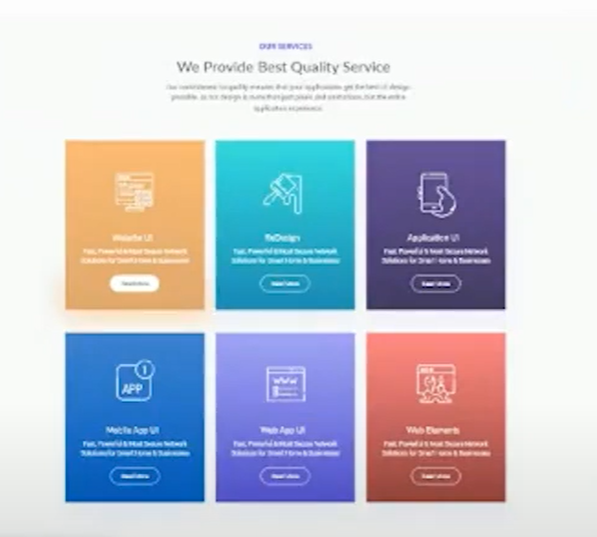 OUR SERVICES
We Provide Best Quality Service
Our commitment to quality ensures that your applications get the best UI design
possible, as our design is more than just pixels and animations, but the entire
application experience.
Website UI
Fast, Powerful & Most Secure Network
Solutions for Smart Home & Businesses
Read More
ReDesign
Fast, Powerful & Most Secure Network
Solutions for Smart Home & Businesses
Read More
Application UI
Fast, Powerful & Most Secure Network
Solutions for Smart Home & Businesses
Read More
APP
1
Mobile App UI
Fast, Powerful & Most Secure Network
Solutions for Smart Home & Businesses
Read More
WWW
Web App UI
Fast, Powerful & Most Secure Network
Solutions for Smart Home & Businesses
Read More
Web Elements
Fast, Powerful & Most Secure Network
Solutions for Smart Home & Businesses
Read More